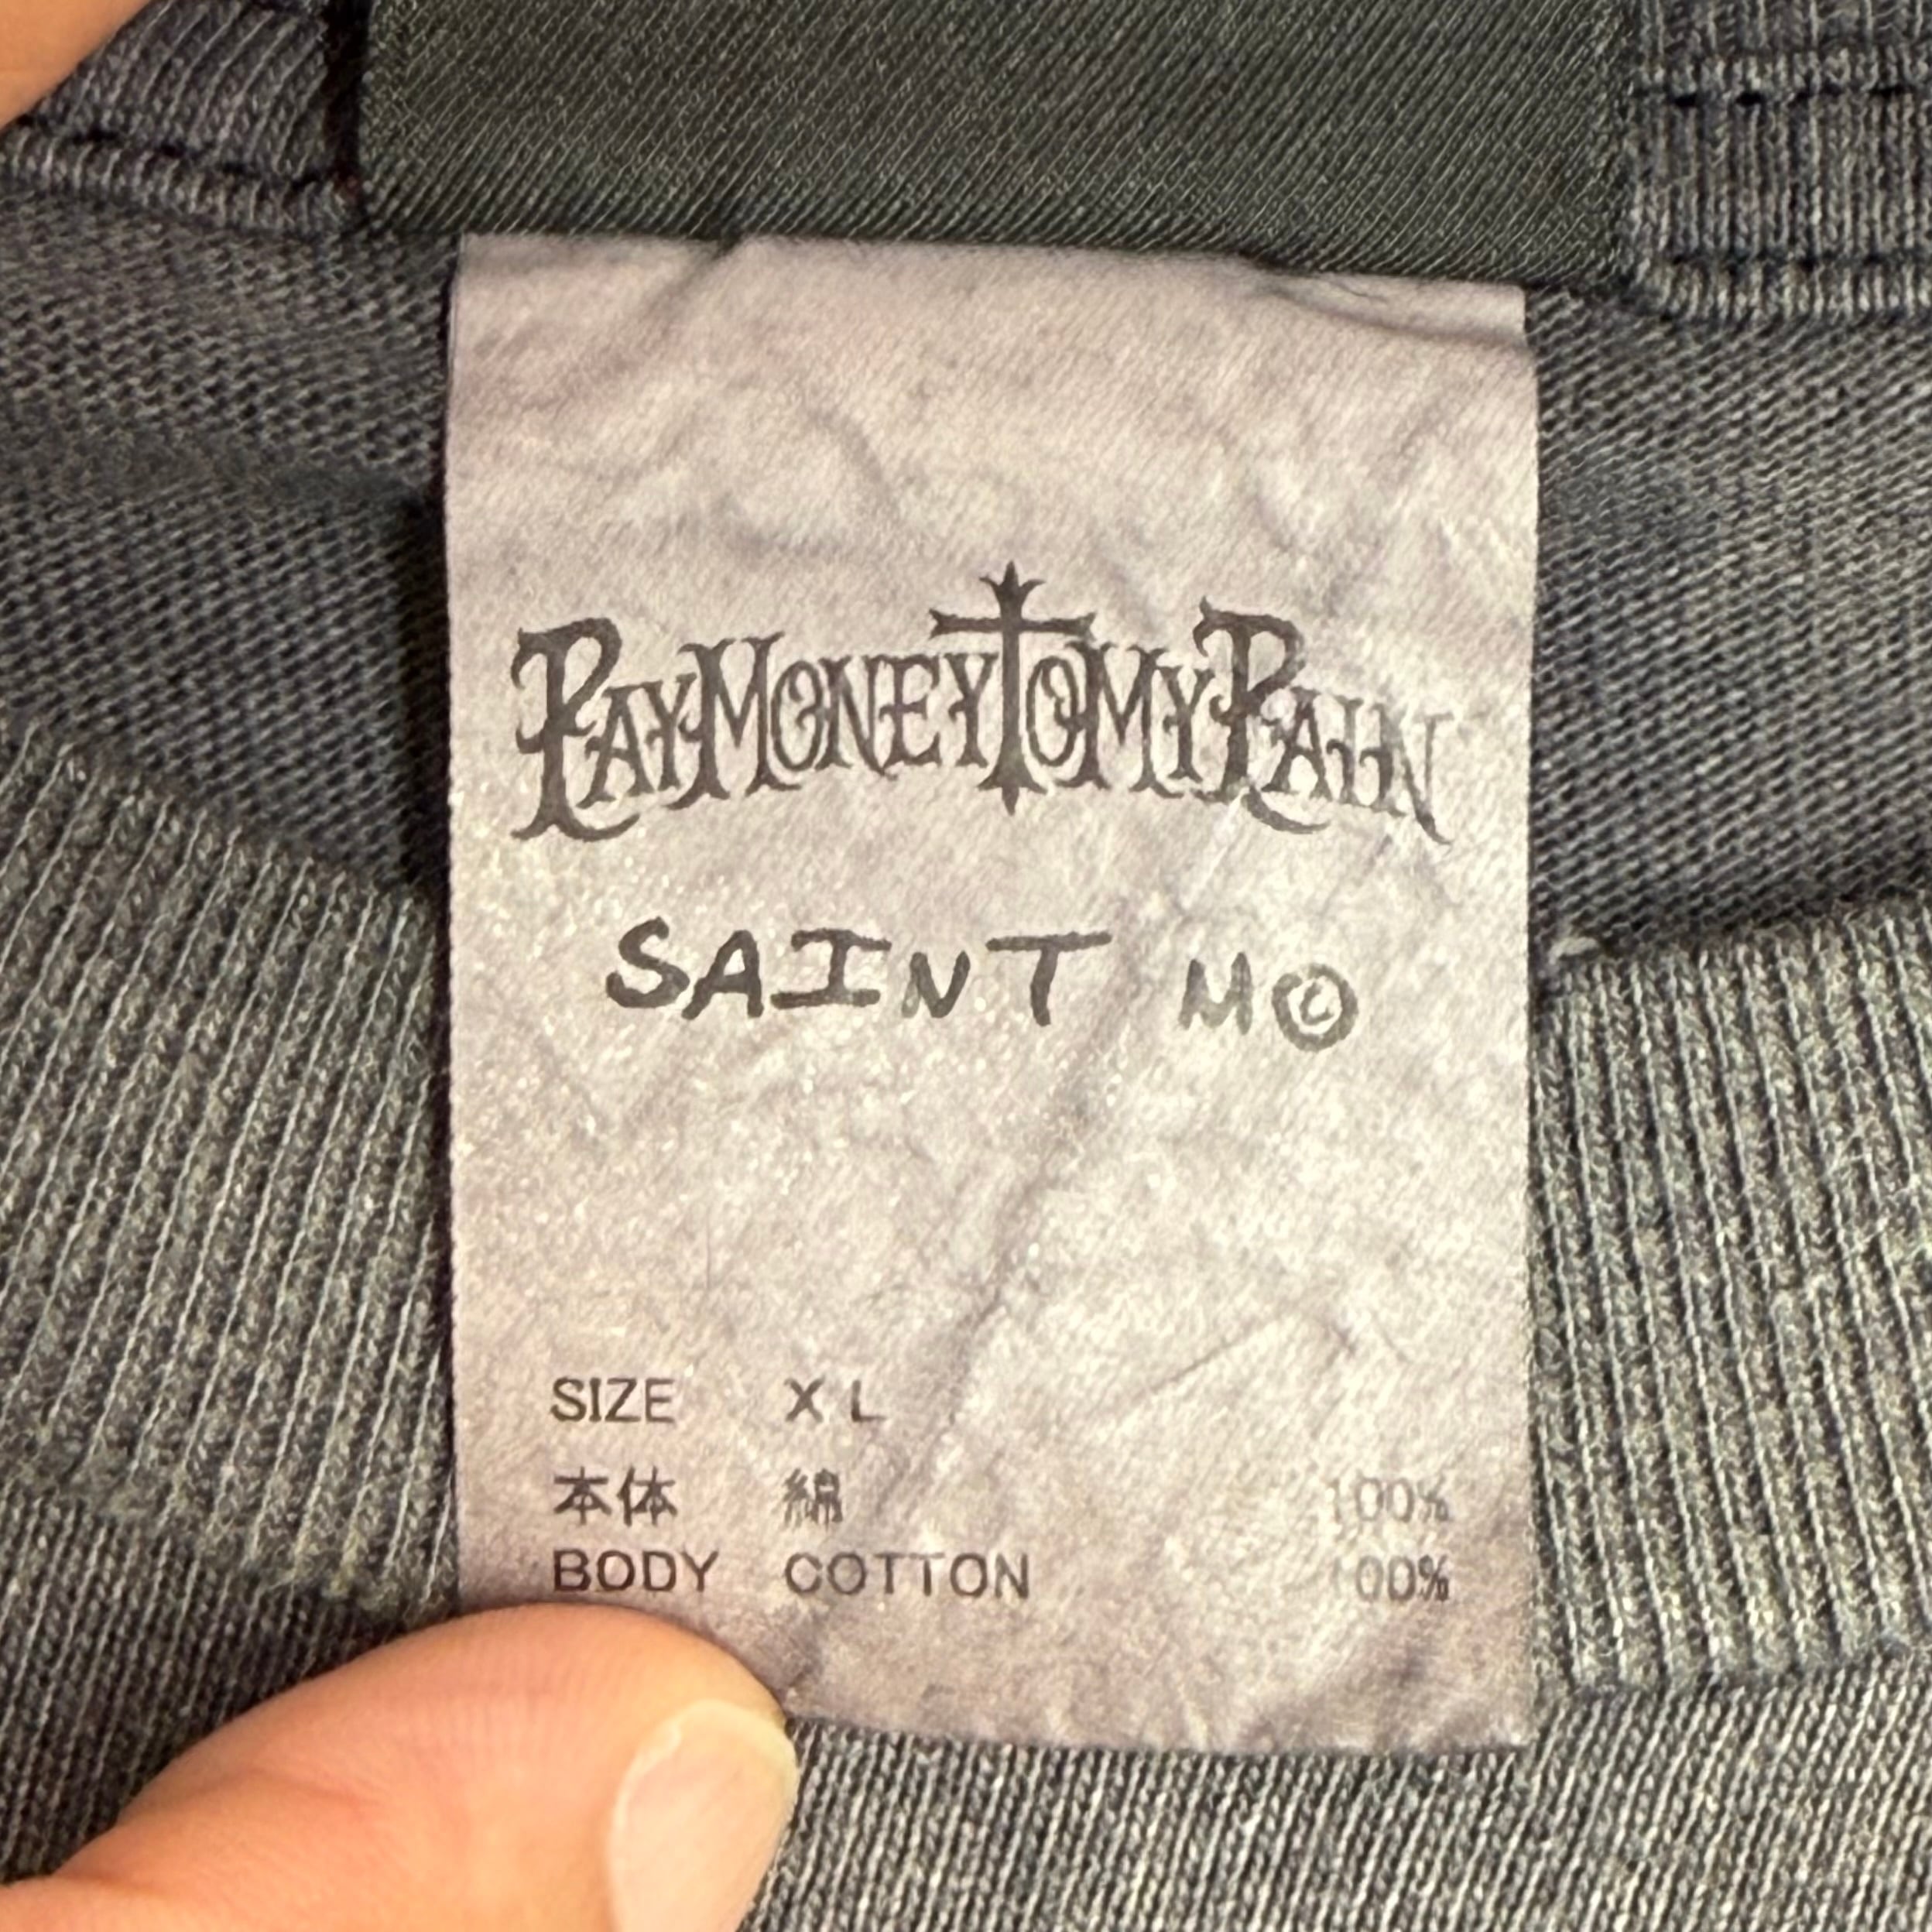 PAYMONEYTOMYPAIN
SAINT M©
SIZE XL
本体 綿 100%
BODY COTTON 100%